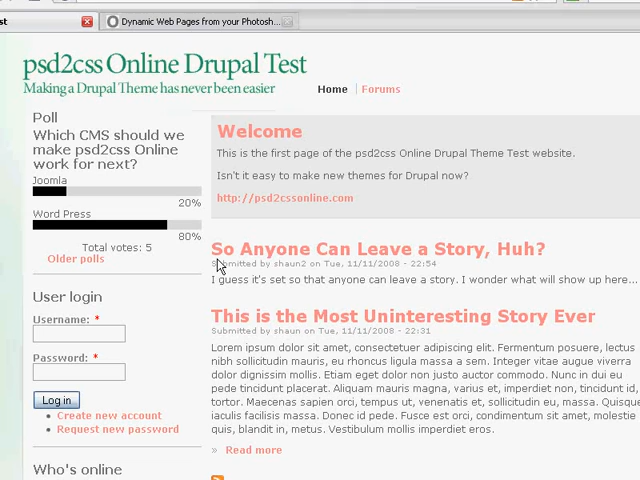 st
Dynamic Web Pages from your Photosh...
psd2css Online Drupal Test
Making a Drupal Theme has never been easier
Home
Forums
Poll
Which CMS should we
make psd2css Online
work for next?
Joomla
20%
Word Press
80%
Total votes: 5
Older polls
User login
Username: *
Password: *
Log in
Create new account
Request new password
Who's online
Welcome
This is the first page of the psd2css Online Drupal Theme Test website.
Isn't it easy to make new themes for Drupal now?
http://psd2cssonline.com
So Anyone Can Leave a Story, Huh?
Submitted by shaun2 on Tue, 11/11/2008 - 22:54
I guess it's set so that anyone can leave a story. I wonder what will show up here...
This is the Most Uninteresting Story Ever
Submitted by shaun on Tue, 11/11/2008 - 22:31
Lorem ipsum dolor sit amet, consectetuer adipiscing elit. Fermentum posuere, lectus
nibh sollicitudin mauris, eu rhoncus ligula massa a sem. Integer vitae augue viverra
dolor dignissim mollis. Etiam eget dolor non justo auctor commodo. Nunc in dui eu
pede tincidunt placerat. Aliquam mauris magna, varius et, imperdiet non, tincidunt id,
tortor. Maecenas sapien orci, tempus ut, venenatis et, sollicitudin eu, massa. Quisque
iaculis facilisis massa. Donec id pede. Fusce est orci, condimentum sit amet, molestie
quis, blandit in, metus. Vestibulum mollis imperdiet eros.
» Read more